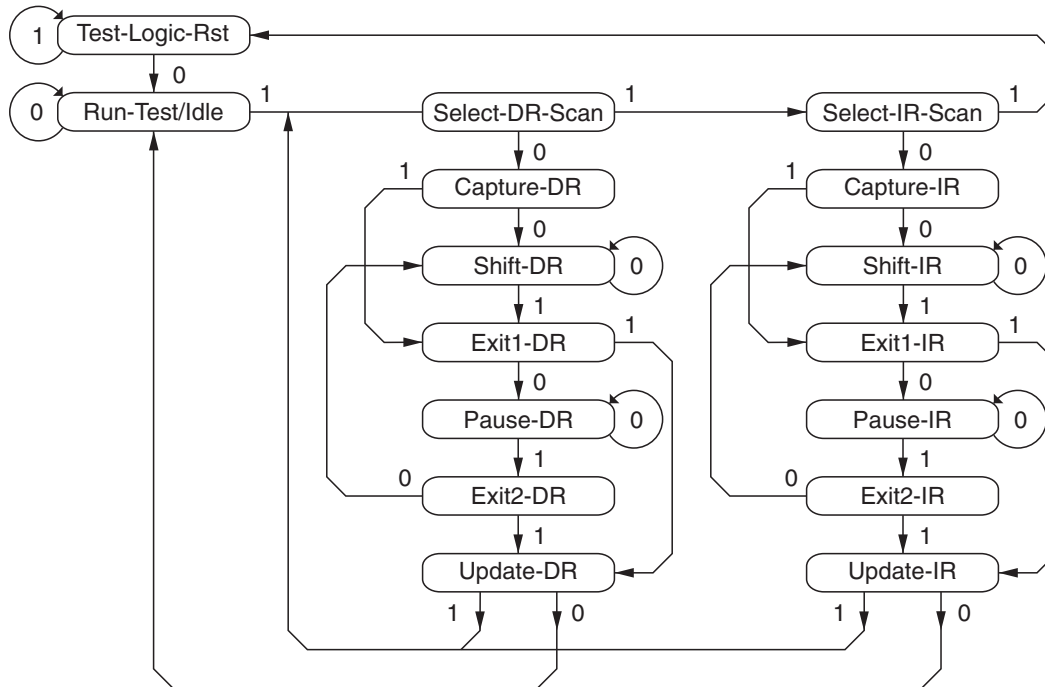 1 Test-Logic-Rst
0
0 Run-Test/Idle 1 Select-DR-Scan 1 Select-IR-Scan 1
0 0
1 Capture-DR 1 Capture-IR
0 0
Shift-DR 0 Shift-IR 0
1 1
Exit1-DR 1 Exit1-IR 1
0 0
Pause-DR 0 Pause-IR 0
1 1
0 Exit2-DR 0 Exit2-IR
1 1
Update-DR Update-IR
1 0 1 0